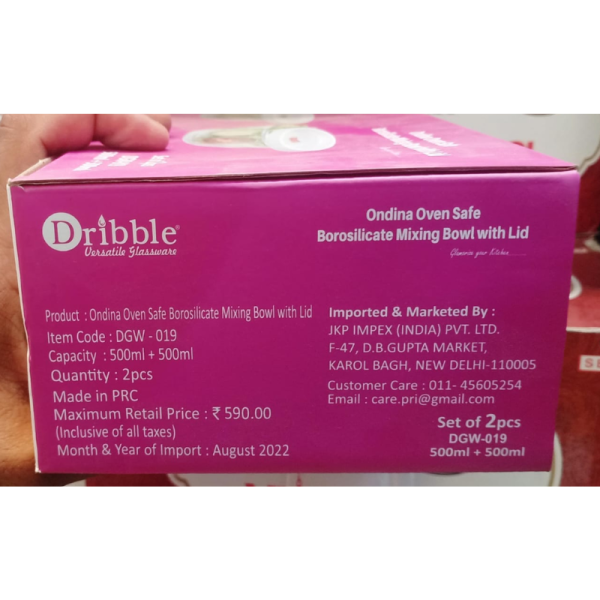 Dribble®
Versatile Glassware
Ondina Oven Safe
Borosilicate Mixing Bowl with Lid
Glamorize your Kitchen........
Product : Ondina Oven Safe Borosilicate Mixing Bowl with Lid
Item Code : DGW - 019
Capacity : 500ml + 500ml
Quantity : 2pcs
Made in PRC
Maximum Retail Price : ₹ 590.00
(Inclusive of all taxes)
Month & Year of Import : August 2022
Imported & Marketed By :
JKP IMPEX (INDIA) PVT. LTD.
F-47, D.B.GUPTA MARKET,
KAROL BAGH, NEW DELHI-110005
Customer Care : 011- 45605254
Email : care.pri@gmail.com
Set of 2pcs
DGW-019
500ml + 500ml